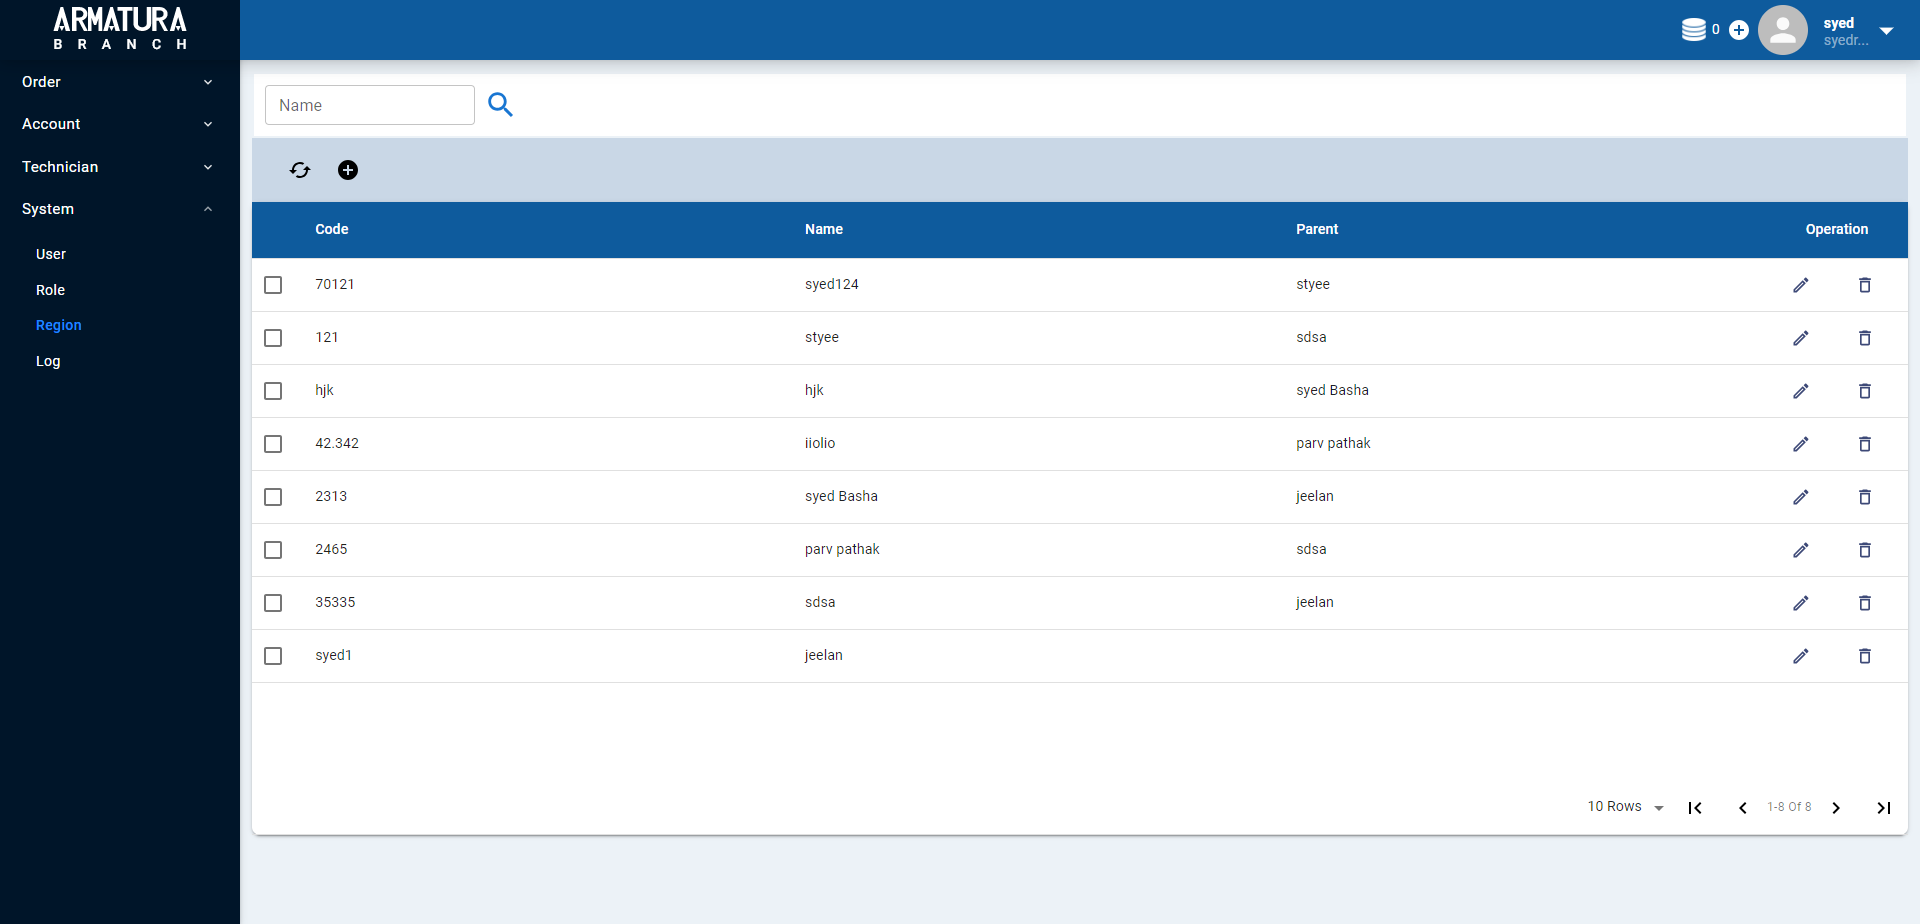 ARMATURA
BRANCH
0
syed
syedr...
Order
Account
Technician
System
User
Role
Region
Log
Name
Code Name Parent Operation
70121 syed124 styee
121 styee sdsa
hjk hjk syed Basha
42.342 iiolio parv pathak
2313 syed Basha jeelan
2465 parv pathak sdsa
35335 sdsa jeelan
syed1 jeelan
10 Rows 1-8 Of 8